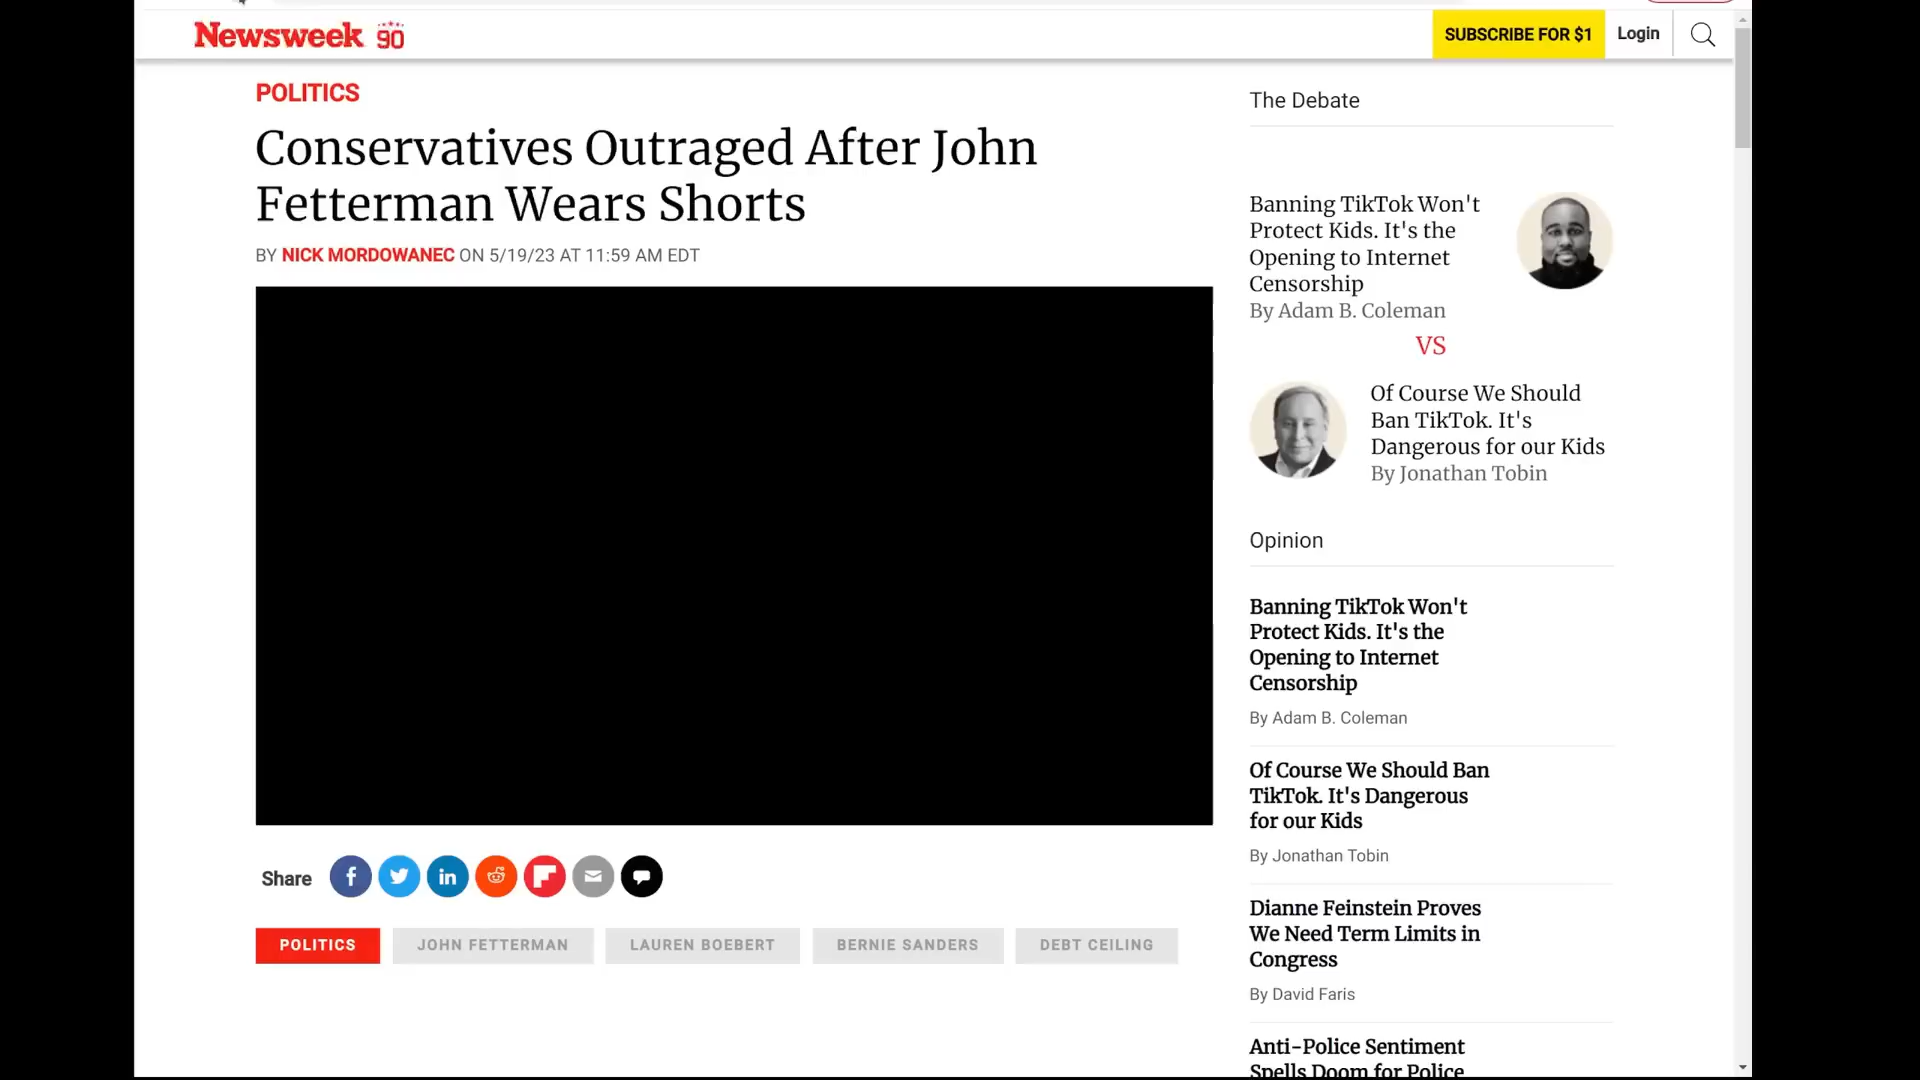 Newsweek 90
SUBSCRIBE FOR $1
Login
POLITICS
Conservatives Outraged After John
Fetterman Wears Shorts
BY NICK MORDOWANEC ON 5/19/23 AT 11:59 AM EDT
Share
POLITICS
JOHN FETTERMAN
LAUREN BOEBERT
BERNIE SANDERS
DEBT CEILING
The Debate
Banning TikTok Won't
Protect Kids. It's the
Opening to Internet
Censorship
By Adam B. Coleman
VS
Of Course We Should
Ban TikTok. It's
Dangerous for our Kids
By Jonathan Tobin
Opinion
Banning TikTok Won't
Protect Kids. It's the
Opening to Internet
Censorship
By Adam B. Coleman
Of Course We Should Ban
TikTok. It's Dangerous
for our Kids
By Jonathan Tobin
Dianne Feinstein Proves
We Need Term Limits in
Congress
By David Faris
Anti-Police Sentiment
Spells Doom for Police